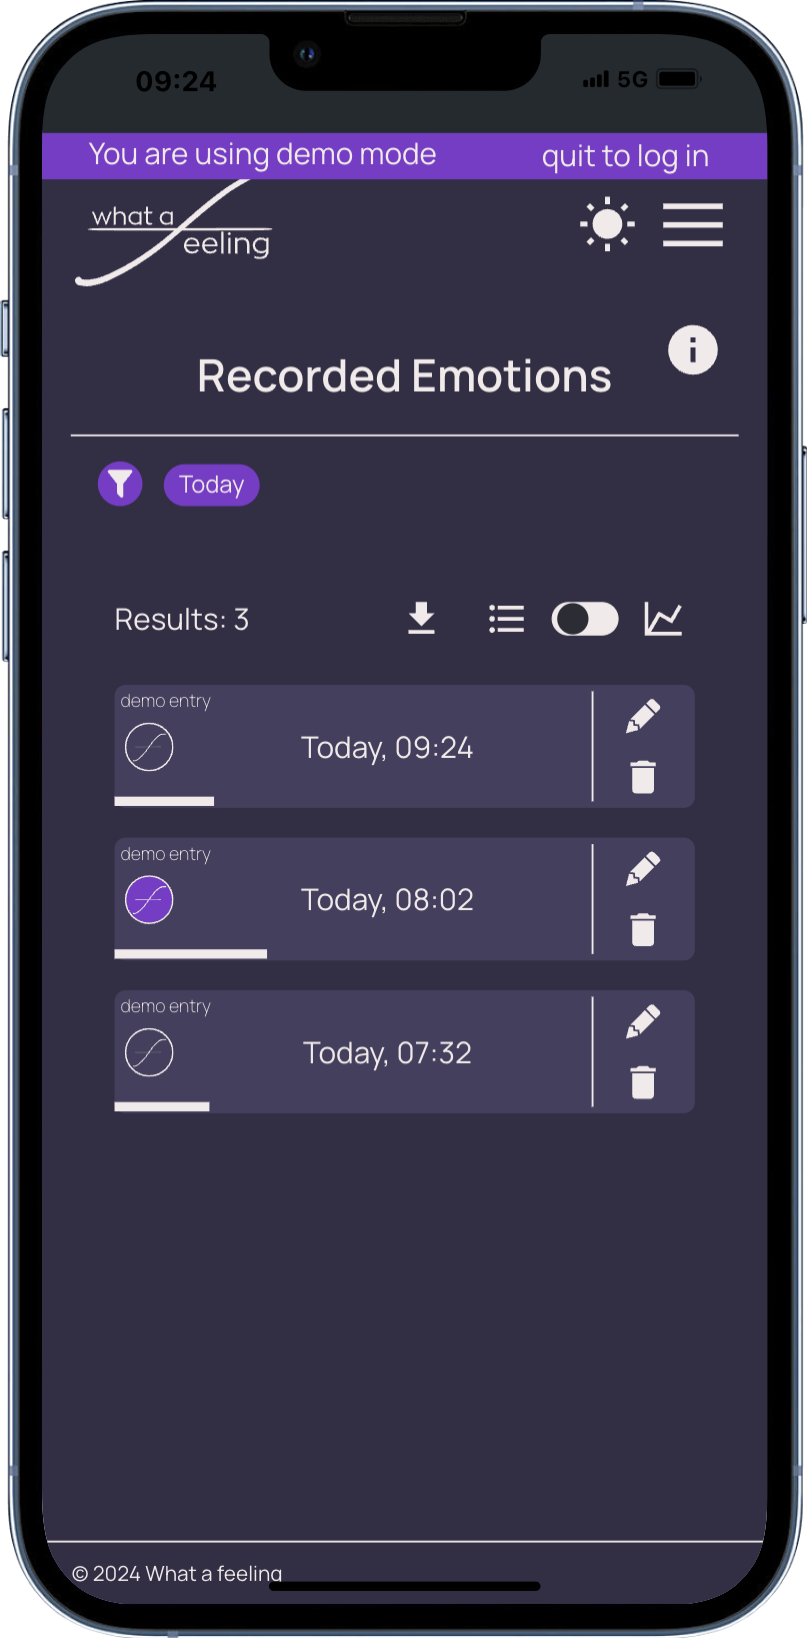 09:24 5G
You are using demo mode quit to log in
what a
eeling
Recorded Emotions
Today
Results: 3
demo entry
Today, 09:24
demo entry
Today, 08:02
demo entry
Today, 07:32
© 2024 What a feeling